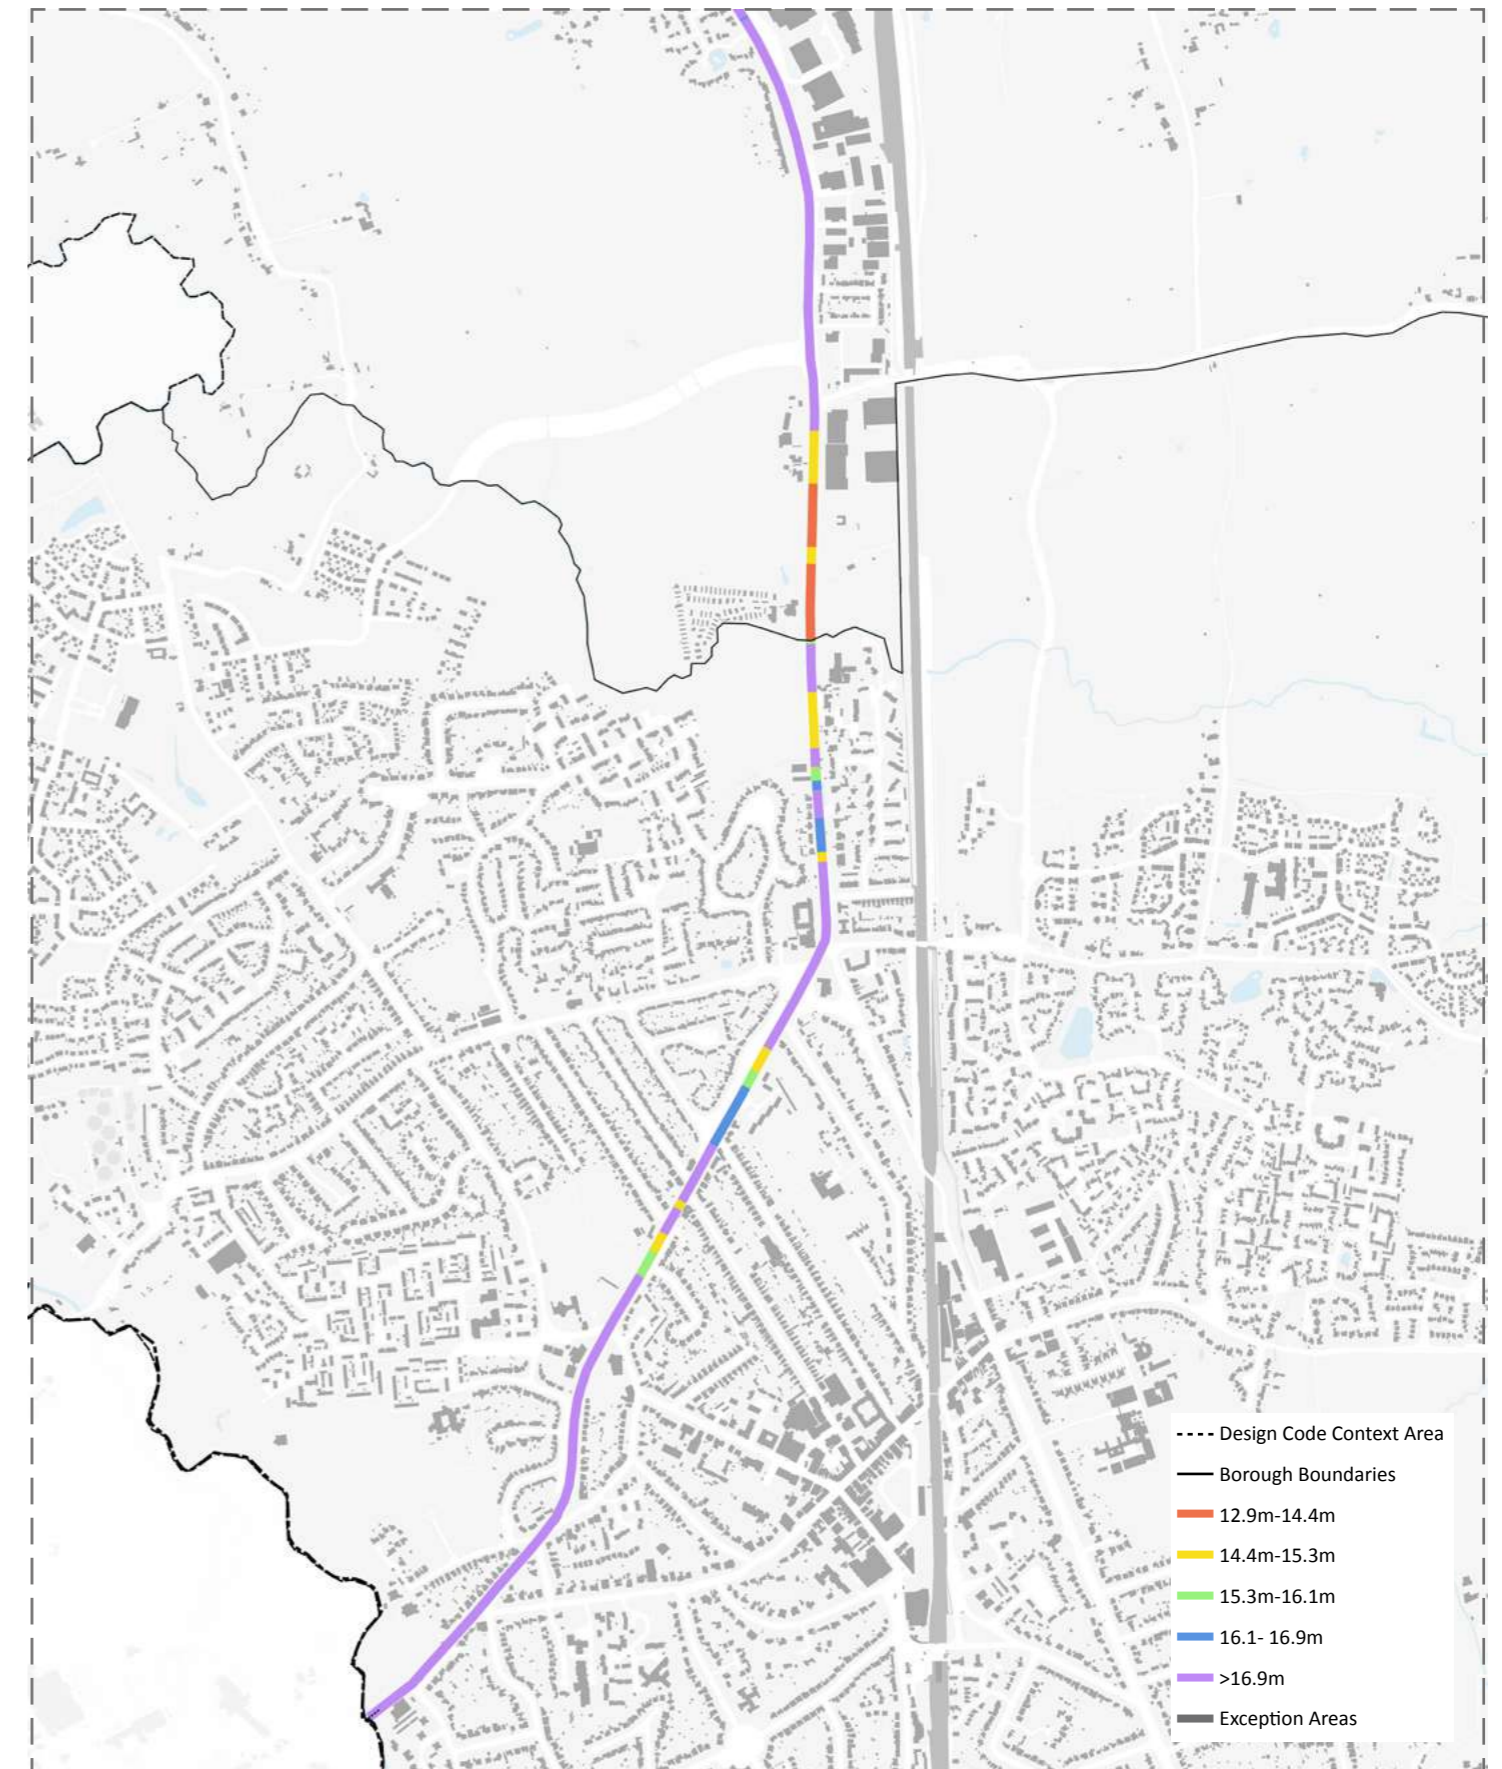 Design Code Context Area
Borough Boundaries
12.9m-14.4m
14.4m-15.3m
15.3m-16.1m
16.1- 16.9m
>16.9m
Exception Areas